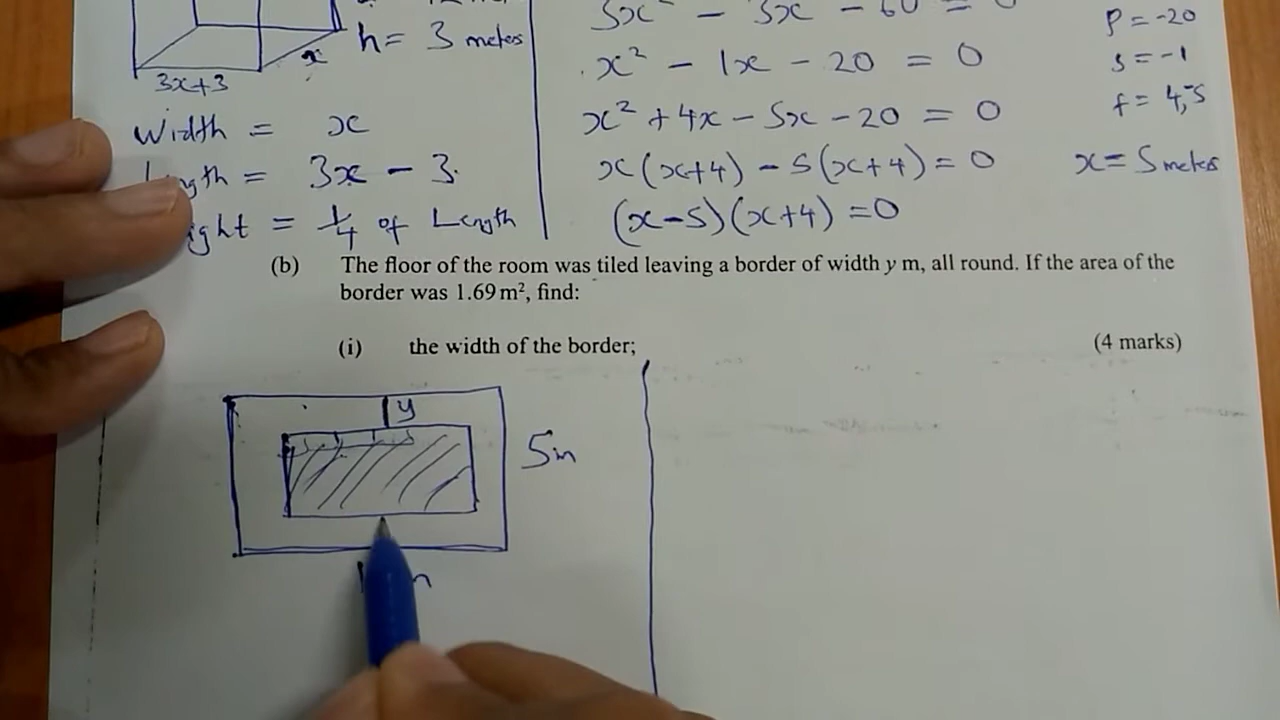 h = 3 meters
3x+3
x
Width = x
Length = 3x - 3
ght = 1/4 of Length
x² - 1x - 20 = 0
x² + 4x - 5x - 20 = 0
x(x+4) - 5(x+4) = 0
(x-5)(x+4) = 0
P = -20
s = -1
f = 4,-5
x = 5 meters
(b) The floor of the room was tiled leaving a border of width y m, all round. If the area of the
border was 1.69 m², find:
(i) the width of the border; (4 marks)
y
5m